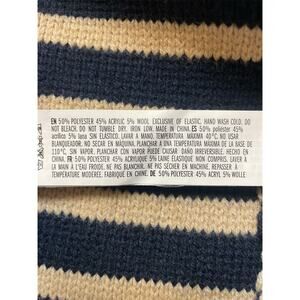 EN 50% POLYESTER 45% ACRYLIC 5% WOOL EXCLUSIVE OF ELASTIC. HAND WASH COLD. DO
NOT BLEACH. DO NOT TUMBLE DRY. IRON LOW. MADE IN CHINA. ES 50% poliéster 45%
acrílico 5% lana SIN ELÁSTICO. LAVAR A MANO, TEMPERATURA MÁXIMA 40°C. NO USAR
BLANQUEADOR. NO SECAR EN MÁQUINA. PLANCHAR A UNA TEMPERATURA MÁXIMA DE LA BASE DE
110°C, SIN VAPOR. PLANCHAR CON VAPOR PUEDE CAUSAR DAÑO IRREVERSIBLE. HECHO EN
CHINA. FR 50% POLYESTER 45% ACRYLIQUE 5% LAINE ÉLASTIQUE NON COMPRIS. LAVER À
LA MAIN À L'EAU FROIDE. NE PAS BLANCHIR. NE PAS SÉCHER EN MACHINE. REPASSER À
TEMPÉRATURE MODÉRÉE. FABRIQUÉ EN CHINE. DE 50% POLYESTER 45% ACRYL 5% WOLLE